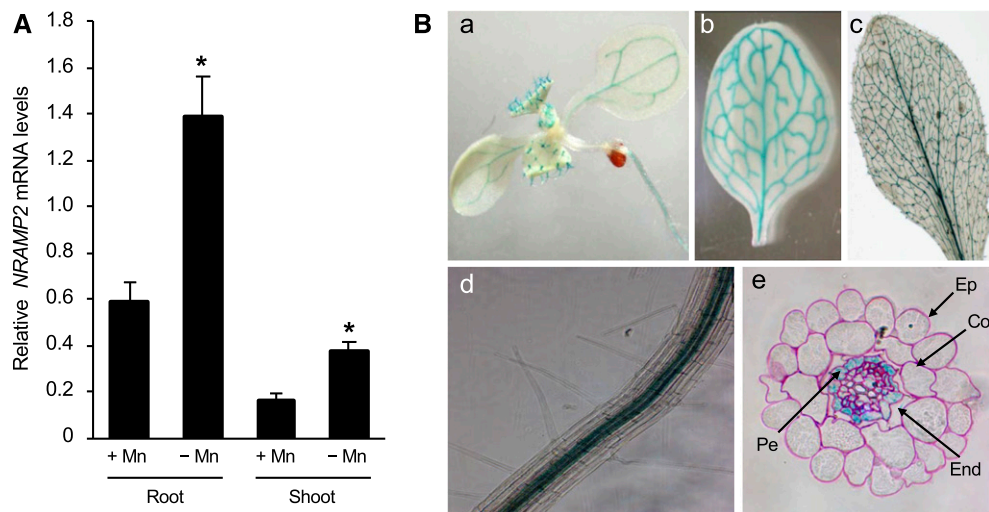 A
Relative NRAMP2 mRNA levels
1.8
1.6
1.4
1.2
1.0
0.8
0.6
0.4
0.2
0
*
*
+ Mn
– Mn
+ Mn
– Mn
Root
Shoot
B
a
b
c
d
e
Ep
Co
Pe
End